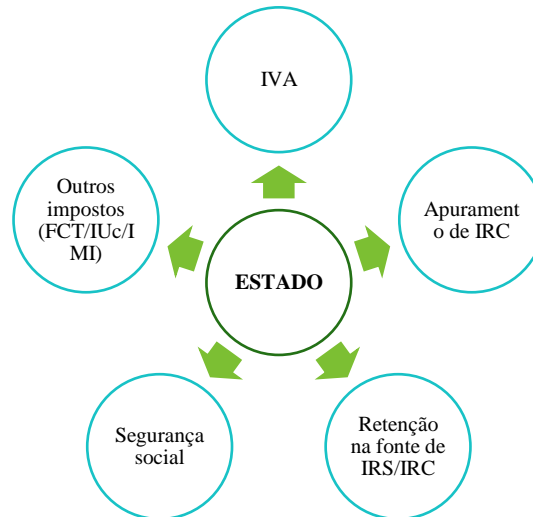 IVA
Outros
impostos
(FCT/IUc/I
MI)
Apurament
o de IRC
ESTADO
Segurança
social
Retenção
na fonte de
IRS/IRC